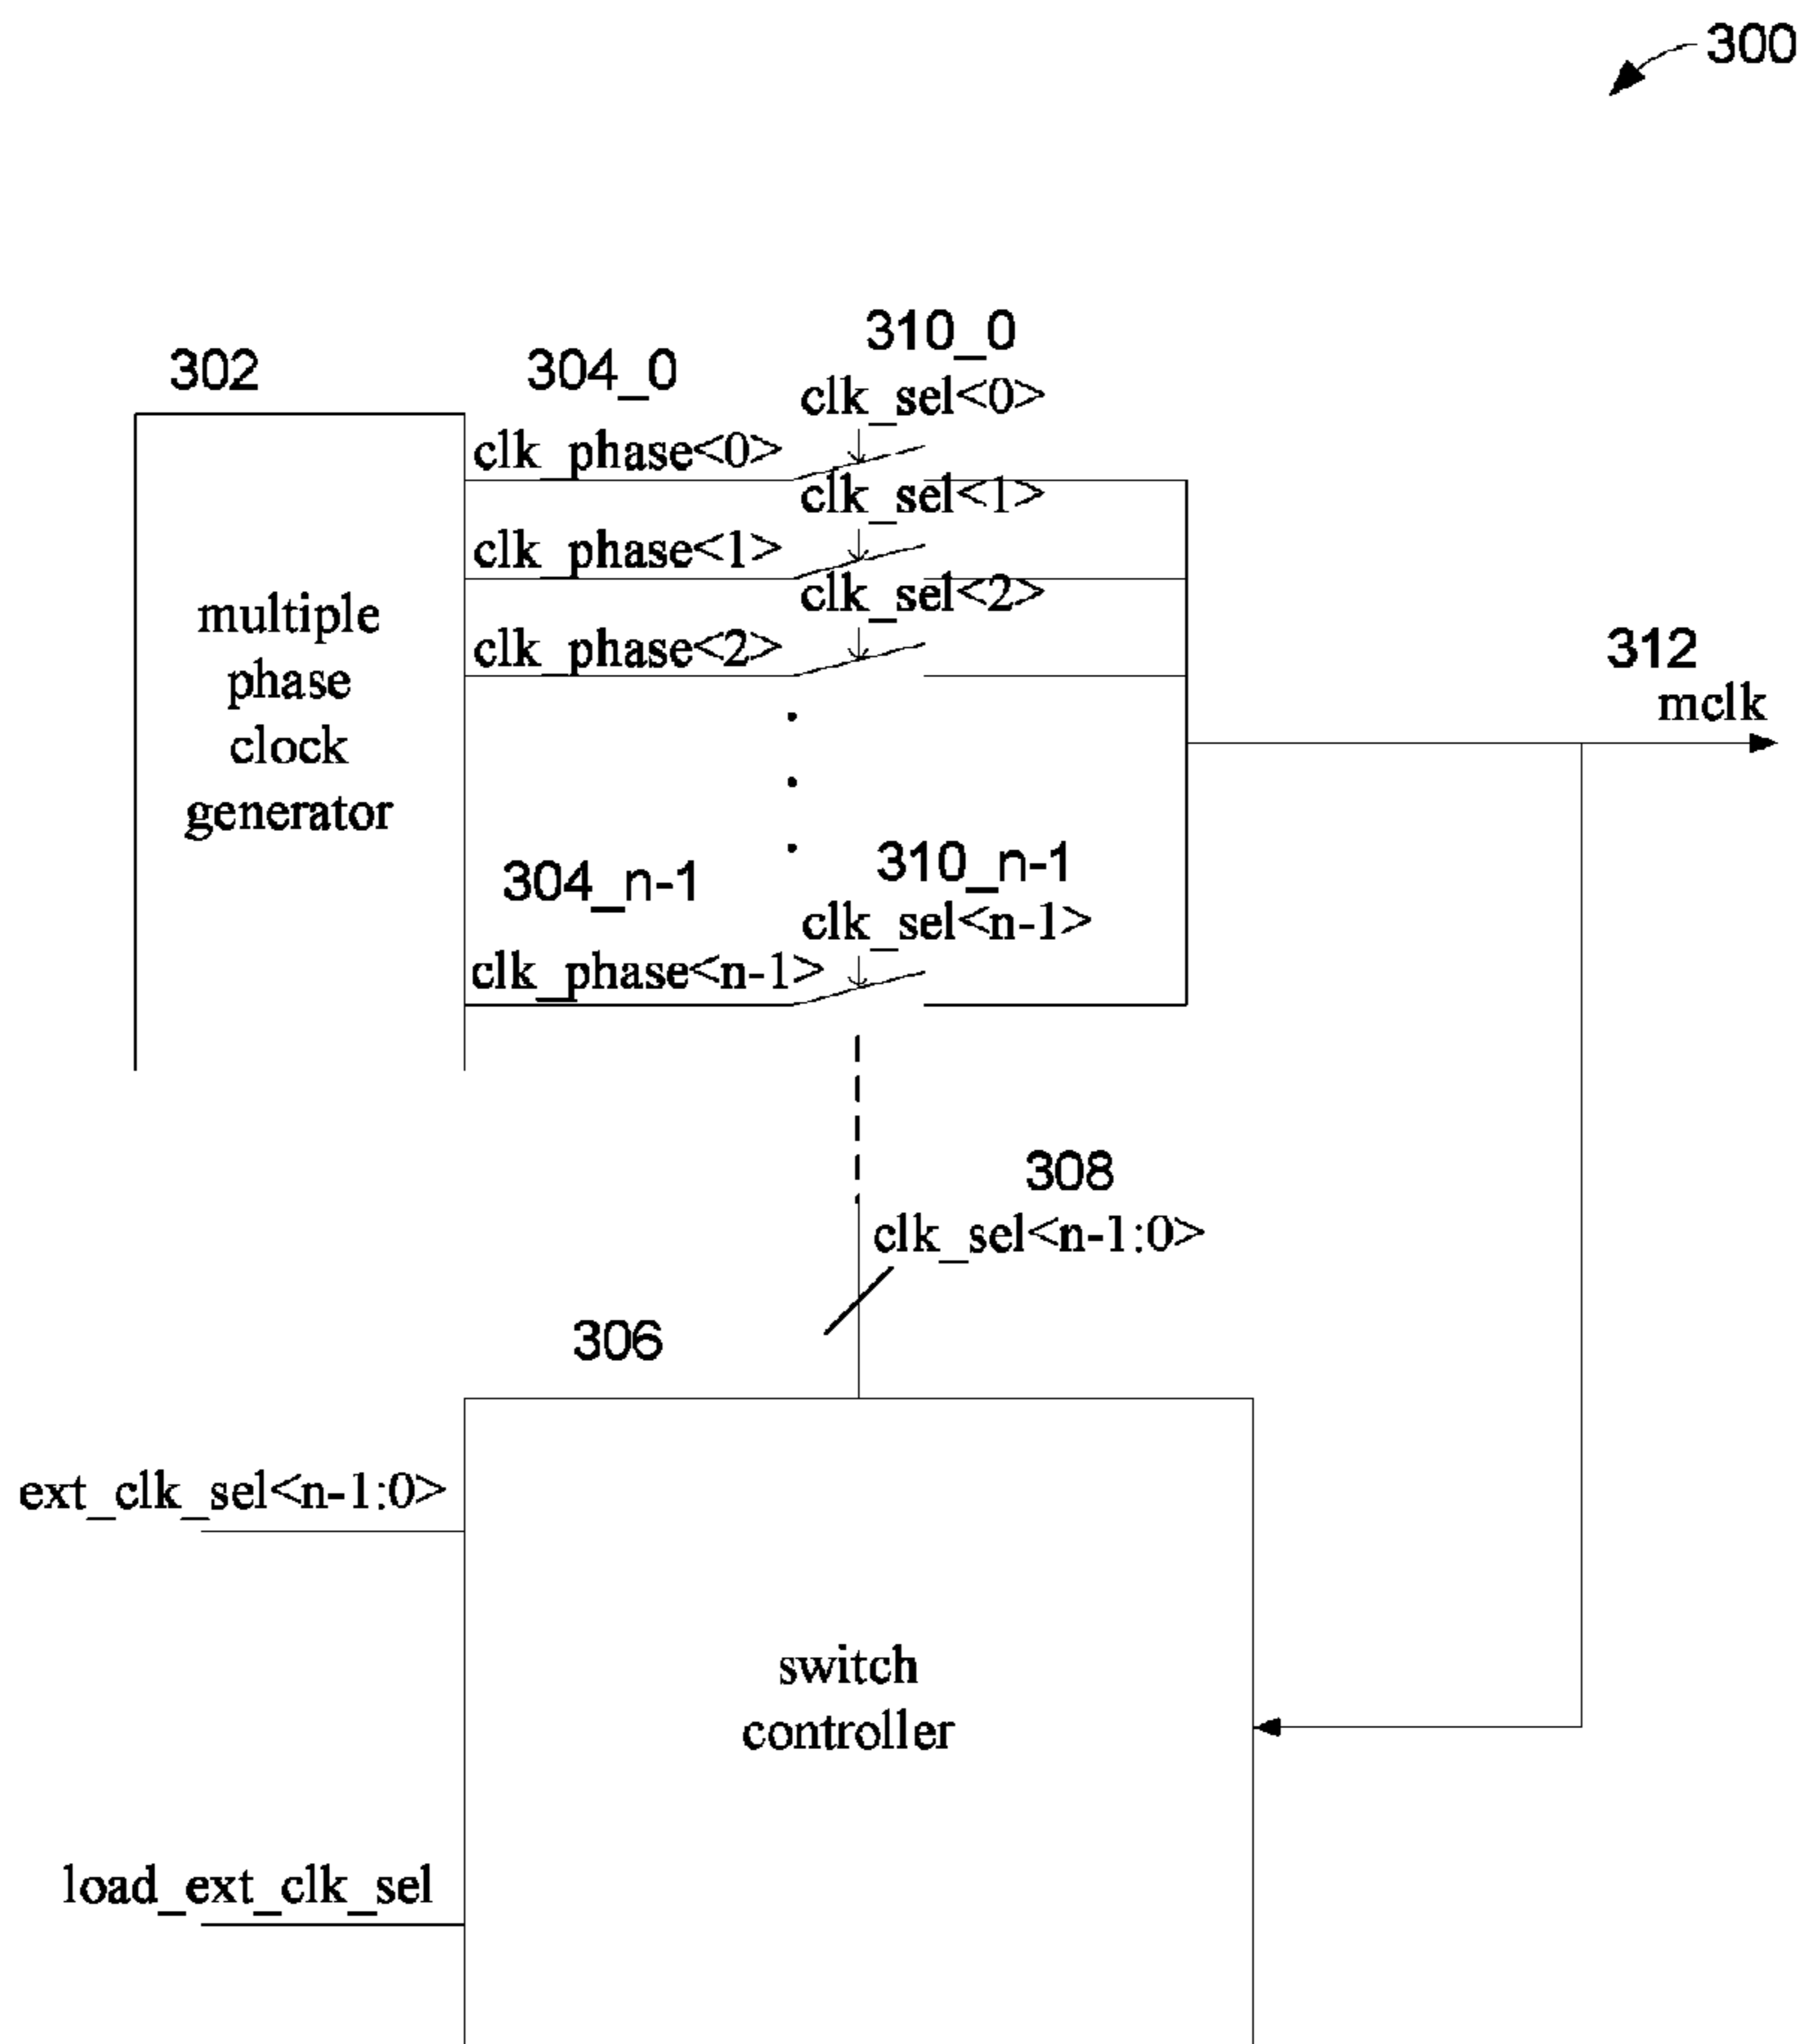 300
310_0
302
304_0
clk_sel<0>
clk_phase<0>
clk_sel<1>
clk_phase<1>
clk_sel<2>
clk_phase<2>
multiple
phase
clock
generator
312
mclk
304_n-1
310_n-1
clk_sel<n-1>
clk_phase<n-1>
308
clk_sel<n-1:0>
306
ext_clk_sel<n-1:0>
switch
controller
load_ext_clk_sel